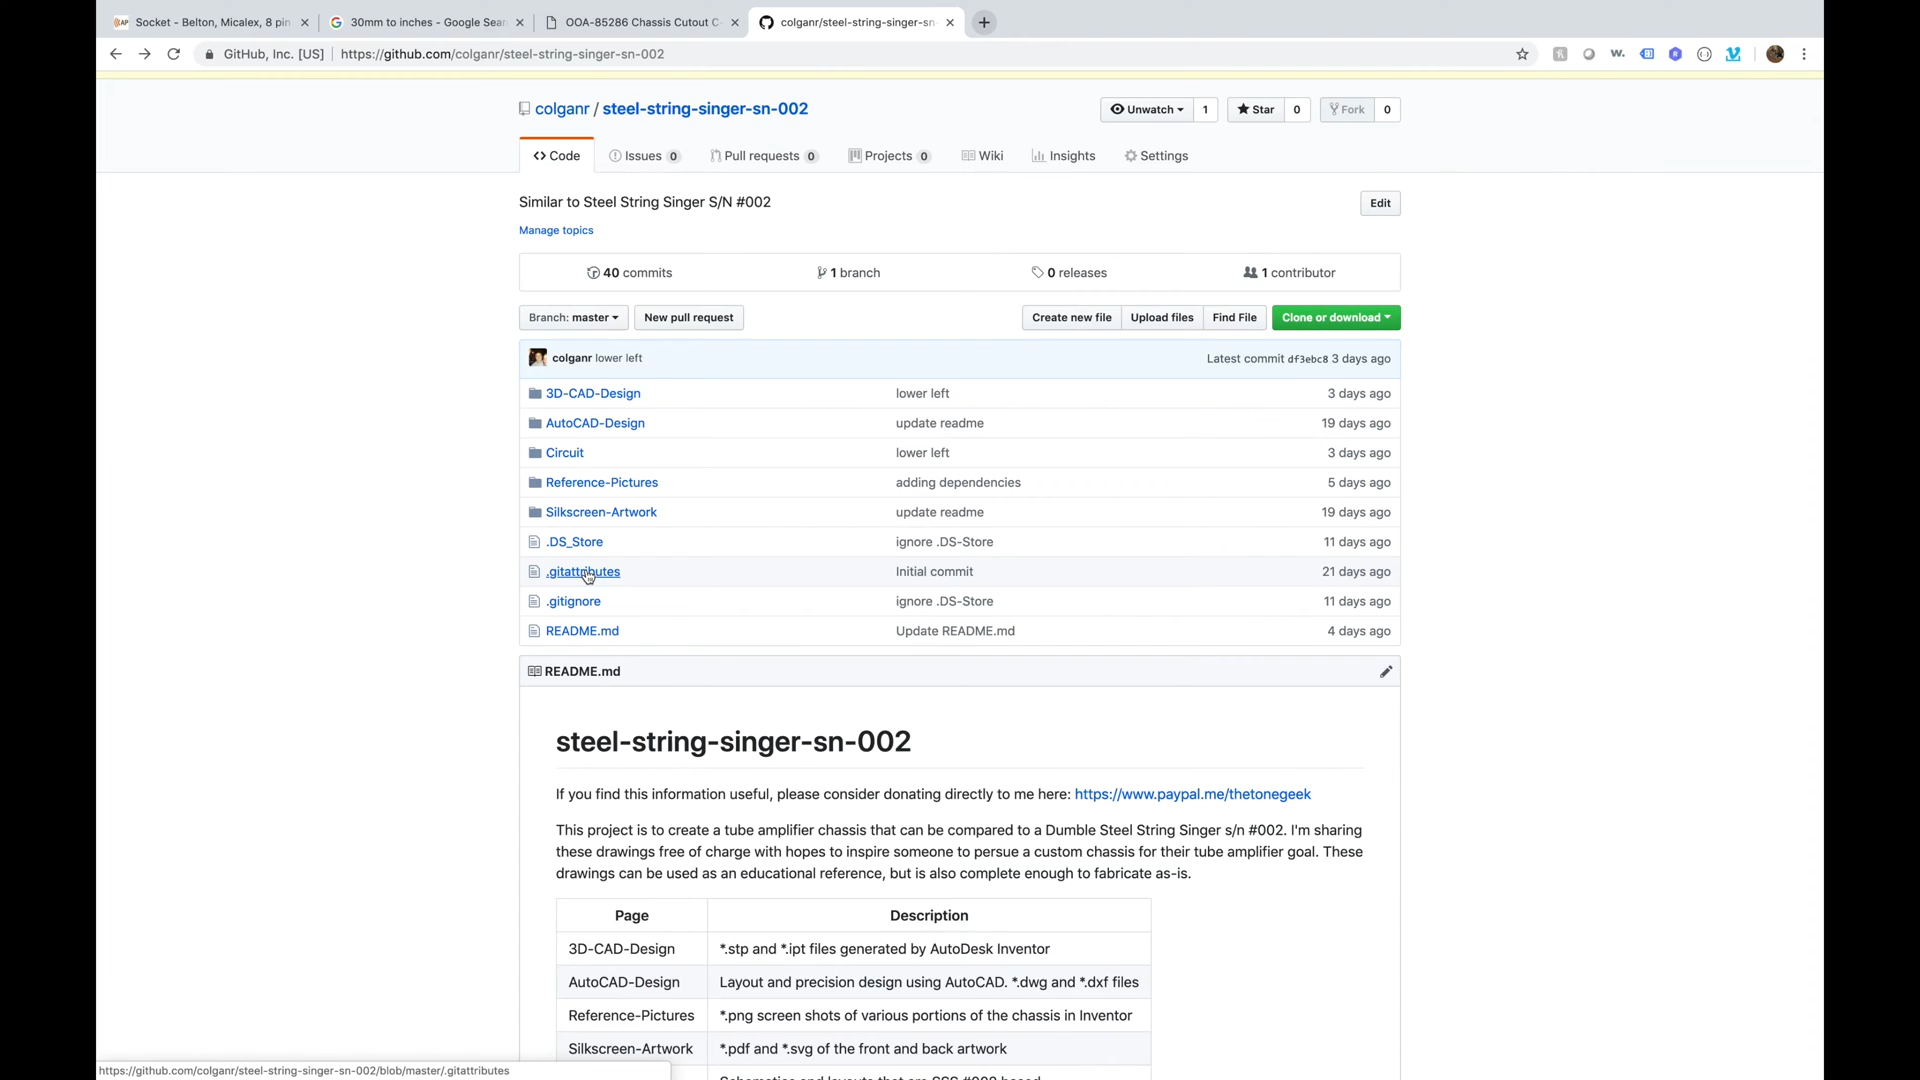 Socket - Belton, Micalex, 8 pin
30mm to inches - Google Sear
OOA-85286 Chassis Cutout C
colganr/steel-string-singer-sn-
GitHub, Inc. [US] https://github.com/colganr/steel-string-singer-sn-002
colganr / steel-string-singer-sn-002
Unwatch 1 Star 0 Fork 0
Code Issues 0 Pull requests 0 Projects 0 Wiki Insights Settings
Similar to Steel String Singer S/N #002 Edit
Manage topics
40 commits 1 branch 0 releases 1 contributor
Branch: master New pull request Create new file Upload files Find File Clone or download
colganr lower left Latest commit df3ebc8 3 days ago
3D-CAD-Design lower left 3 days ago
AutoCAD-Design update readme 19 days ago
Circuit lower left 3 days ago
Reference-Pictures adding dependencies 5 days ago
Silkscreen-Artwork update readme 19 days ago
.DS_Store ignore .DS-Store 11 days ago
.gitattributes Initial commit 21 days ago
.gitignore ignore .DS-Store 11 days ago
README.md Update README.md 4 days ago
README.md
steel-string-singer-sn-002
If you find this information useful, please consider donating directly to me here: https://www.paypal.me/thetonegeek
This project is to create a tube amplifier chassis that can be compared to a Dumble Steel String Singer s/n #002. I'm sharing
these drawings free of charge with hopes to inspire someone to persue a custom chassis for their tube amplifier goal. These
drawings can be used as an educational reference, but is also complete enough to fabricate as-is.
Page Description
3D-CAD-Design *.stp and *.ipt files generated by AutoDesk Inventor
AutoCAD-Design Layout and precision design using AutoCAD. *.dwg and *.dxf files
Reference-Pictures *.png screen shots of various portions of the chassis in Inventor
Silkscreen-Artwork *.pdf and *.svg of the front and back artwork
Schematics and layouts that are SSS #002 based
https://github.com/colganr/steel-string-singer-sn-002/blob/master/.gitattributes